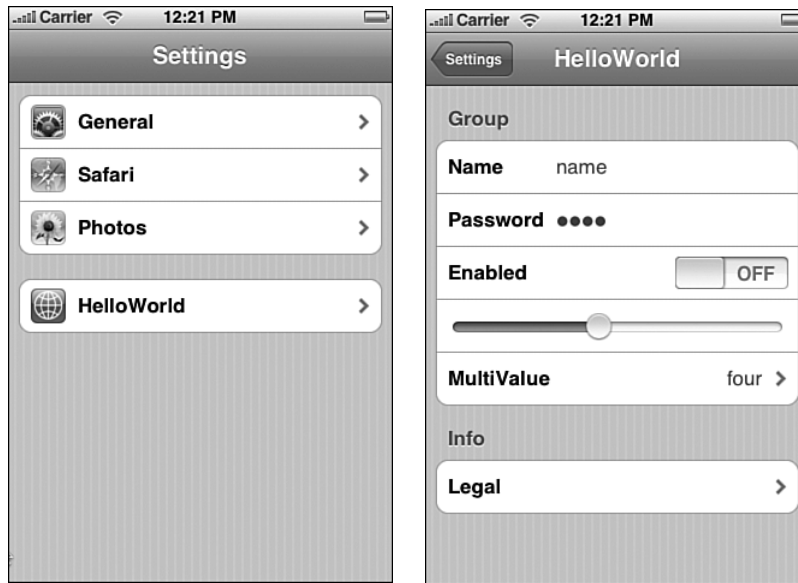 Carrier 12:21 PM
Settings
General
Safari
Photos
HelloWorld
Carrier 12:21 PM
Settings HelloWorld
Group
Name name
Password ●●●●
Enabled OFF
MultiValue four
Info
Legal